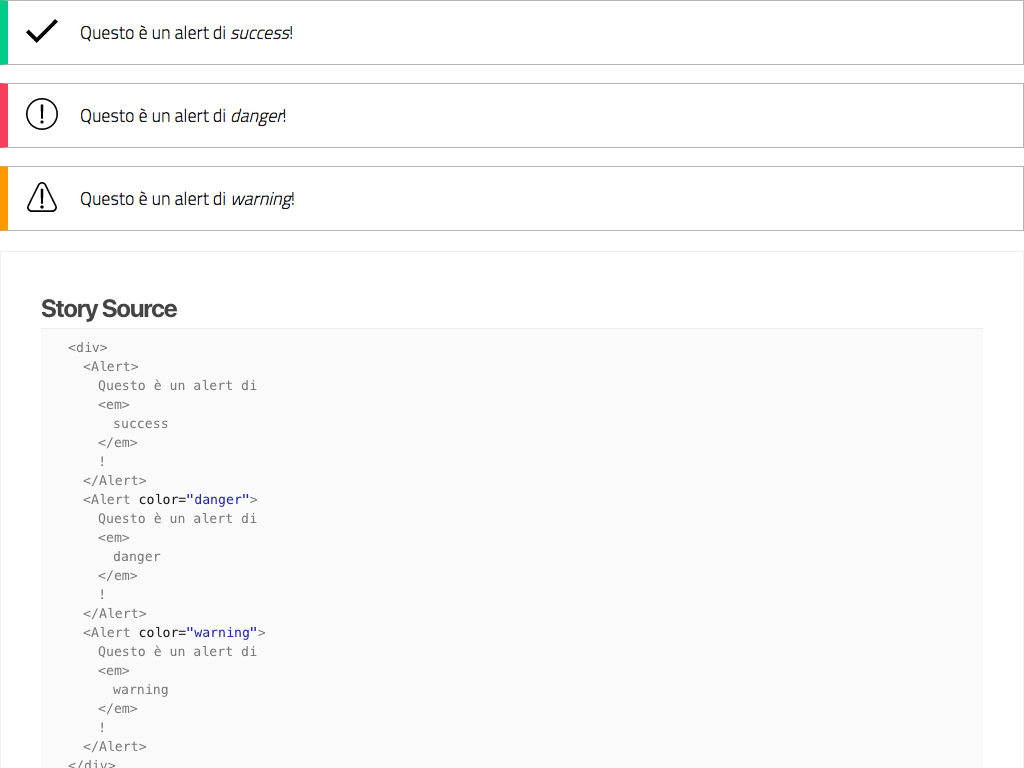 Questo è un alert di success!
Questo è un alert di danger!
Questo è un alert di warning!
Story Source
<div>
<Alert>
Questo è un alert di
<em>
success
</em>
!
</Alert>
<Alert color="danger">
Questo è un alert di
<em>
danger
</em>
!
</Alert>
<Alert color="warning">
Questo è un alert di
<em>
warning
</em>
!
</Alert>
</div>